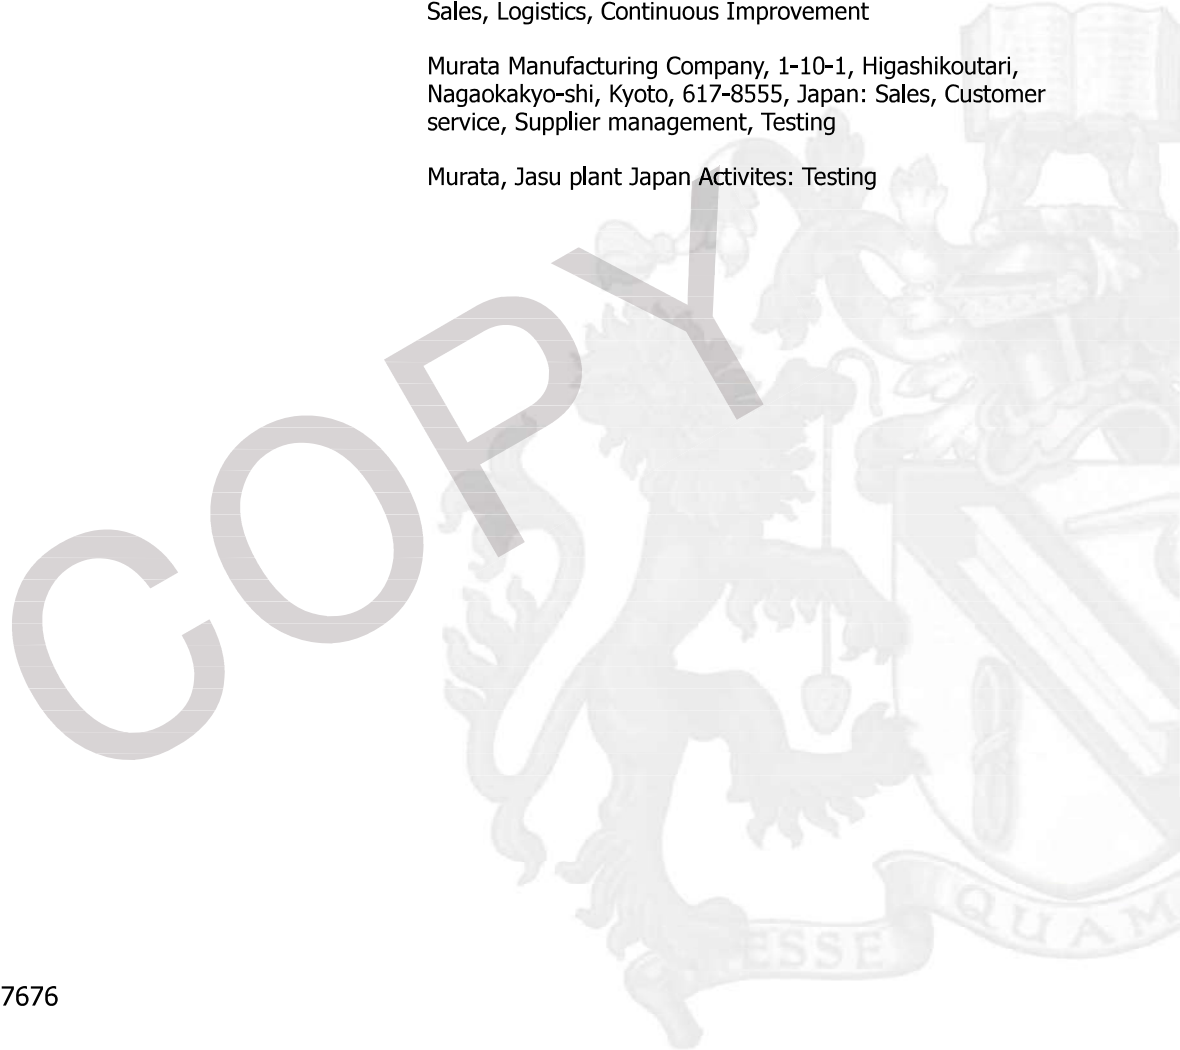 Sales, Logistics, Continuous Improvement
Murata Manufacturing Company, 1-10-1, Higashikoutari,
Nagaokakyo-shi, Kyoto, 617-8555, Japan: Sales, Customer
service, Supplier management, Testing
Murata, Jasu plant Japan Activites: Testing
COPY
ESSE
QUAM
7676